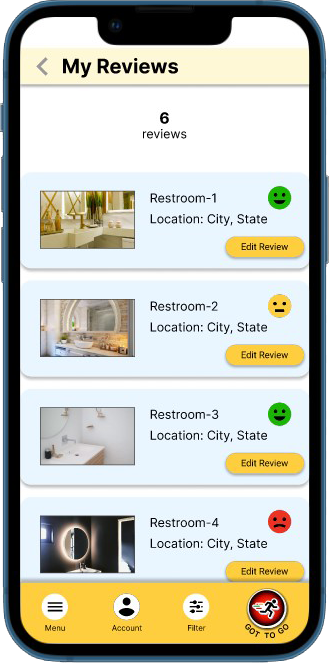 My Reviews
6
reviews
Restroom-1
Location: City, State
Edit Review
Restroom-2
Location: City, State
Edit Review
Restroom-3
Location: City, State
Edit Review
Restroom-4
Location: City, State
Edit Review
Menu
Account
Filter
GOT TO GO